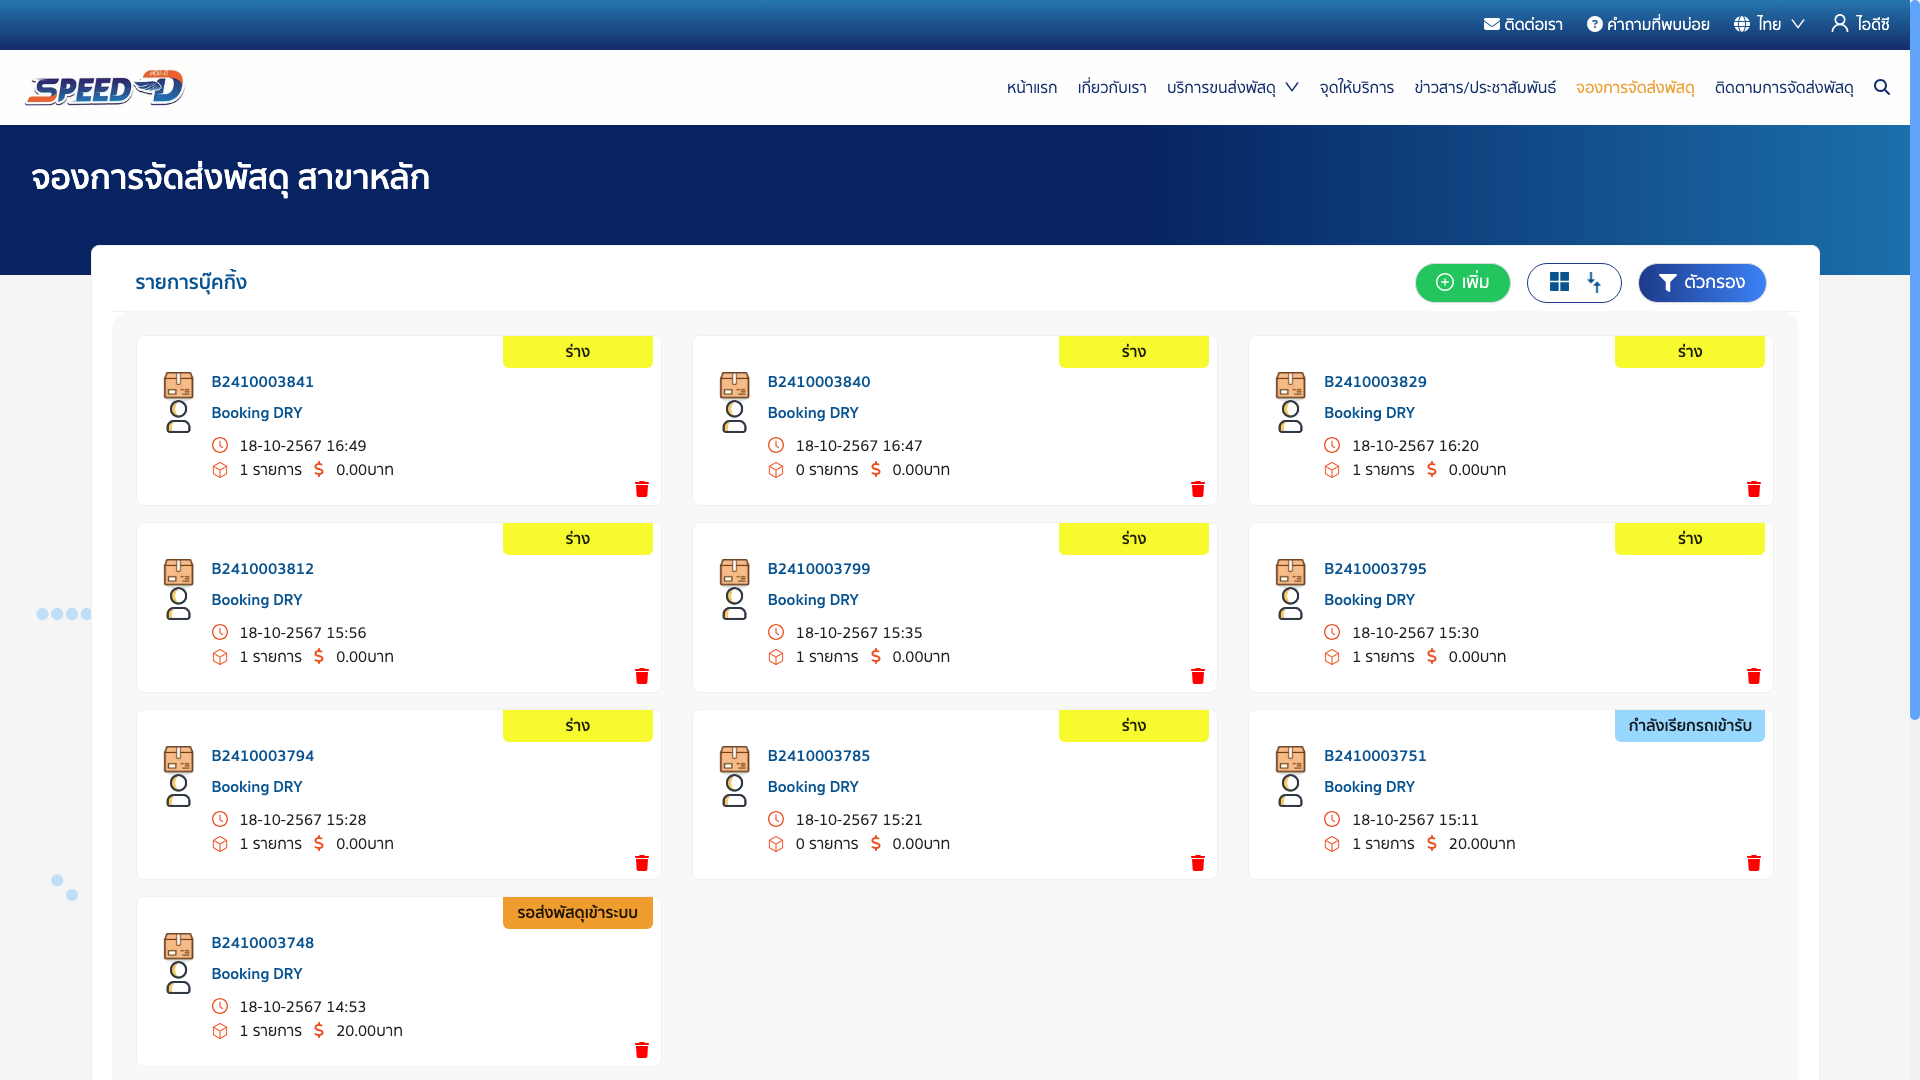 ติดต่อเรา คำถามที่พบบ่อย ไทย ไอดีซี
SPEED-D
หน้าแรก เกี่ยวกับเรา บริการขนส่งพัสดุ จุดให้บริการ ข่าวสาร/ประชาสัมพันธ์ จองการจัดส่งพัสดุ ติดตามการจัดส่งพัสดุ
จองการจัดส่งพัสดุ สาขาหลัก
รายการบุ๊คกิ้ง
เพิ่ม ตัวกรอง
ร่าง
B2410003841
Booking DRY
18-10-2567 16:49
1 รายการ $ 0.00บาท
ร่าง
B2410003840
Booking DRY
18-10-2567 16:47
0 รายการ $ 0.00บาท
ร่าง
B2410003829
Booking DRY
18-10-2567 16:20
1 รายการ $ 0.00บาท
ร่าง
B2410003812
Booking DRY
18-10-2567 15:56
1 รายการ $ 0.00บาท
ร่าง
B2410003799
Booking DRY
18-10-2567 15:35
1 รายการ $ 0.00บาท
ร่าง
B2410003795
Booking DRY
18-10-2567 15:30
1 รายการ $ 0.00บาท
ร่าง
B2410003794
Booking DRY
18-10-2567 15:28
1 รายการ $ 0.00บาท
ร่าง
B2410003785
Booking DRY
18-10-2567 15:21
0 รายการ $ 0.00บาท
กำลังเรียกรถเข้ารับ
B2410003751
Booking DRY
18-10-2567 15:11
1 รายการ $ 20.00บาท
รอส่งพัสดุเข้าระบบ
B2410003748
Booking DRY
18-10-2567 14:53
1 รายการ $ 20.00บาท